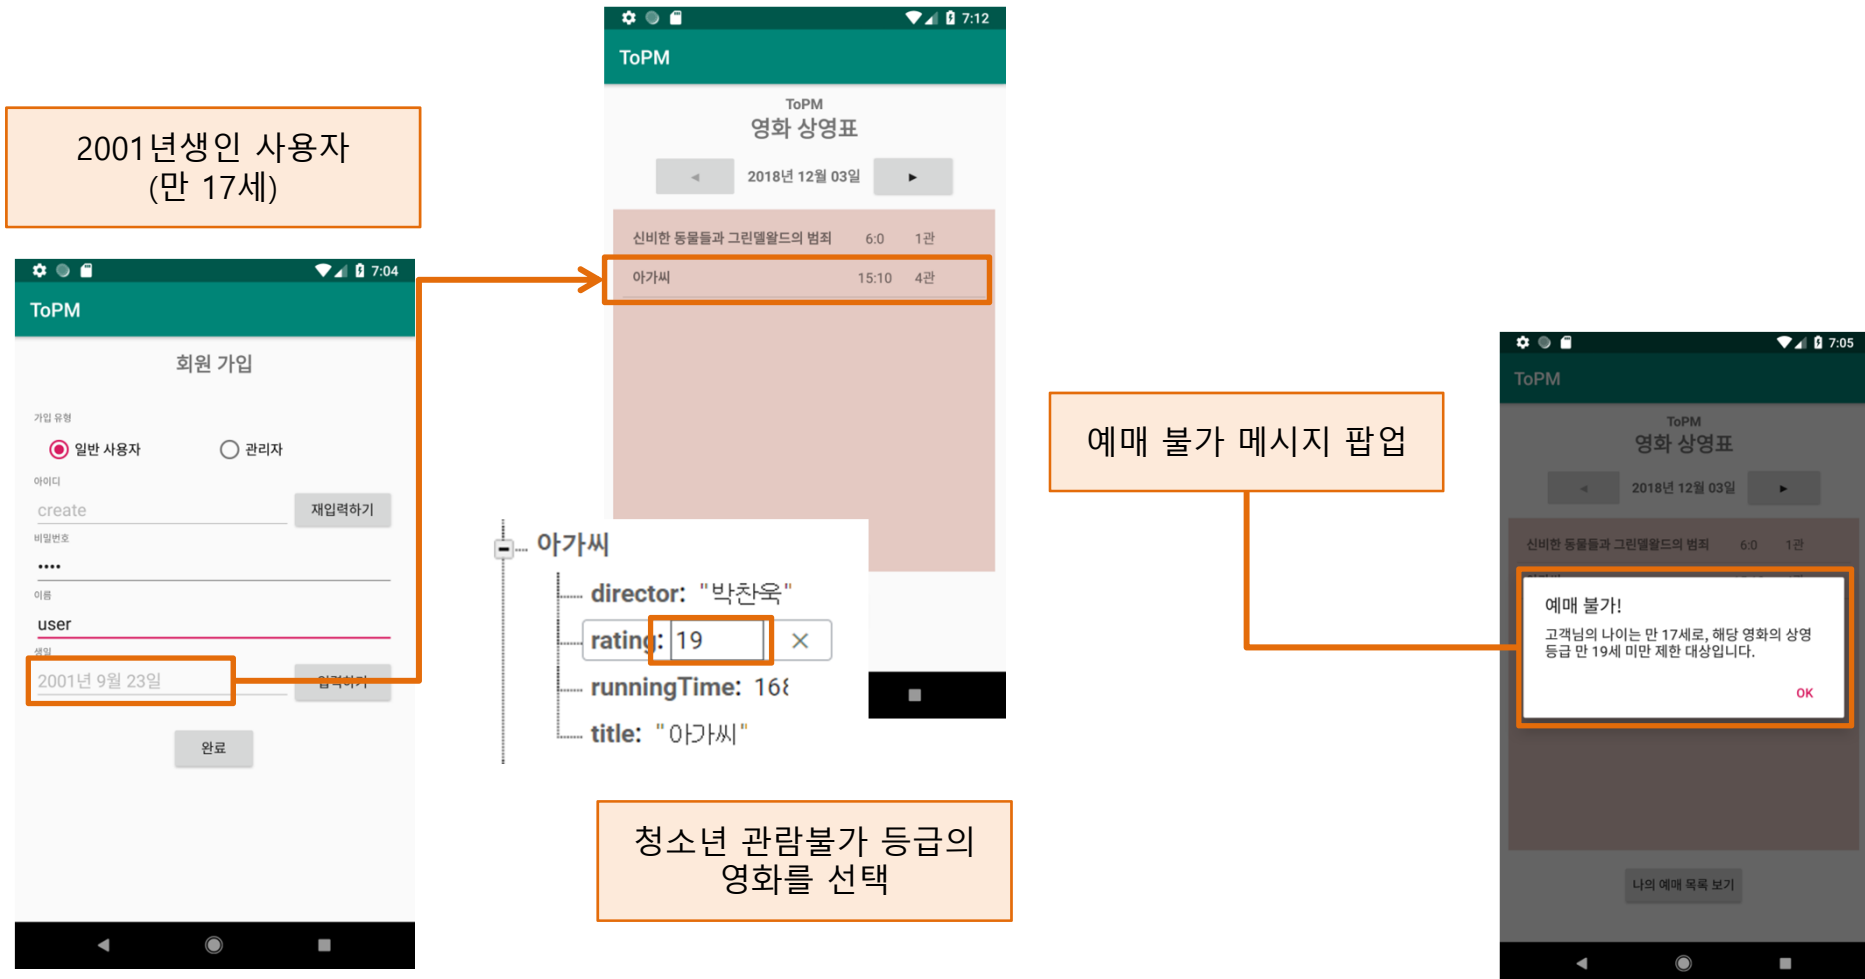 2001년생인 사용자
(만 17세)
7:04
ToPM
회원 가입
가입 유형
일반 사용자
관리자
아이디
create
재입력하기
비밀번호
••••
이름
user
생일
2001년 9월 23일
입력하기
완료
7:12
ToPM
ToPM
영화 상영표
◀ 2018년 12월 03일 ▶
신비한 동물들과 그린델왈드의 범죄 6:0 1관
아가씨 15:10 4관
아가씨
director: "박찬욱"
rating: 19 ×
runningTime: 168
title: "아가씨"
청소년 관람불가 등급의
영화를 선택
예매 불가 메시지 팝업
7:05
ToPM
ToPM
영화 상영표
◀ 2018년 12월 03일 ▶
신비한 동물들과 그린델왈드의 범죄 6:0 1관
예매 불가!
고객님의 나이는 만 17세로, 해당 영화의 상영
등급 만 19세 미만 제한 대상입니다.
OK
나의 예매 목록 보기